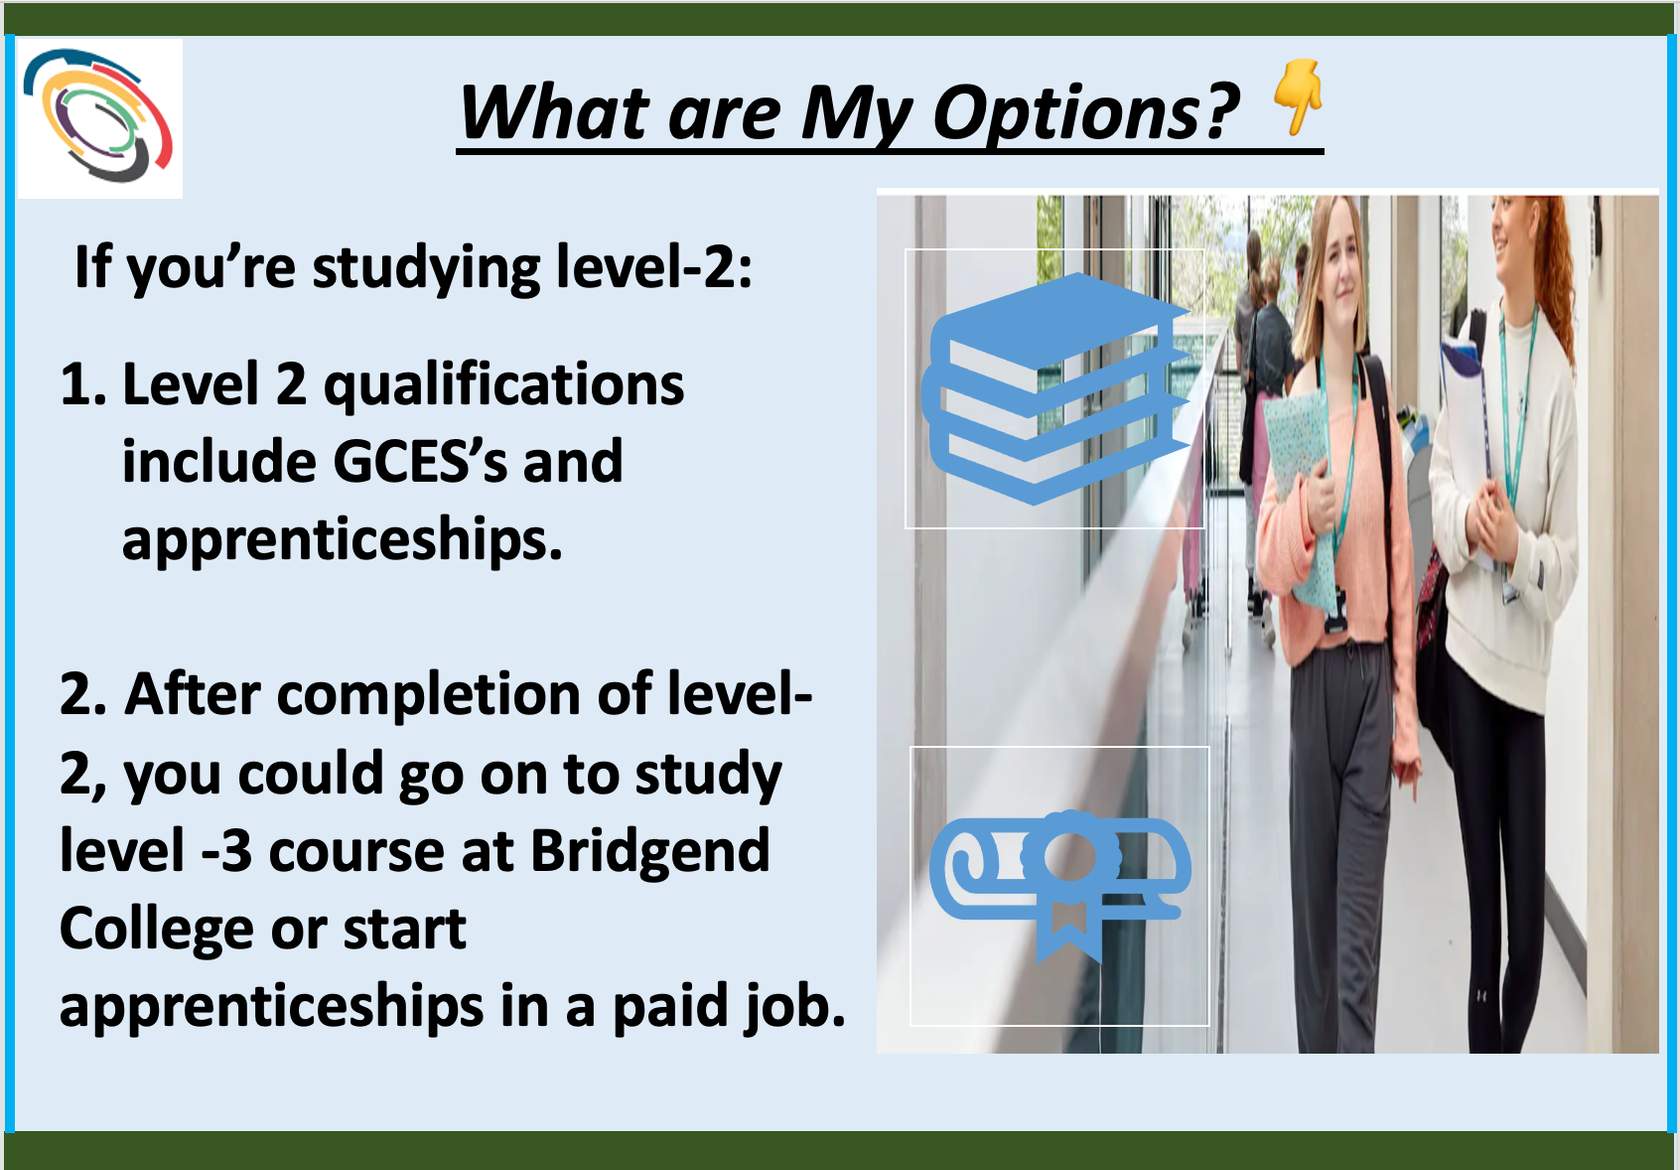 What are My Options? 👇
If you’re studying level-2:
1. Level 2 qualifications
include GCES’s and
apprenticeships.
2. After completion of level-
2, you could go on to study
level -3 course at Bridgend
College or start
apprenticeships in a paid job.